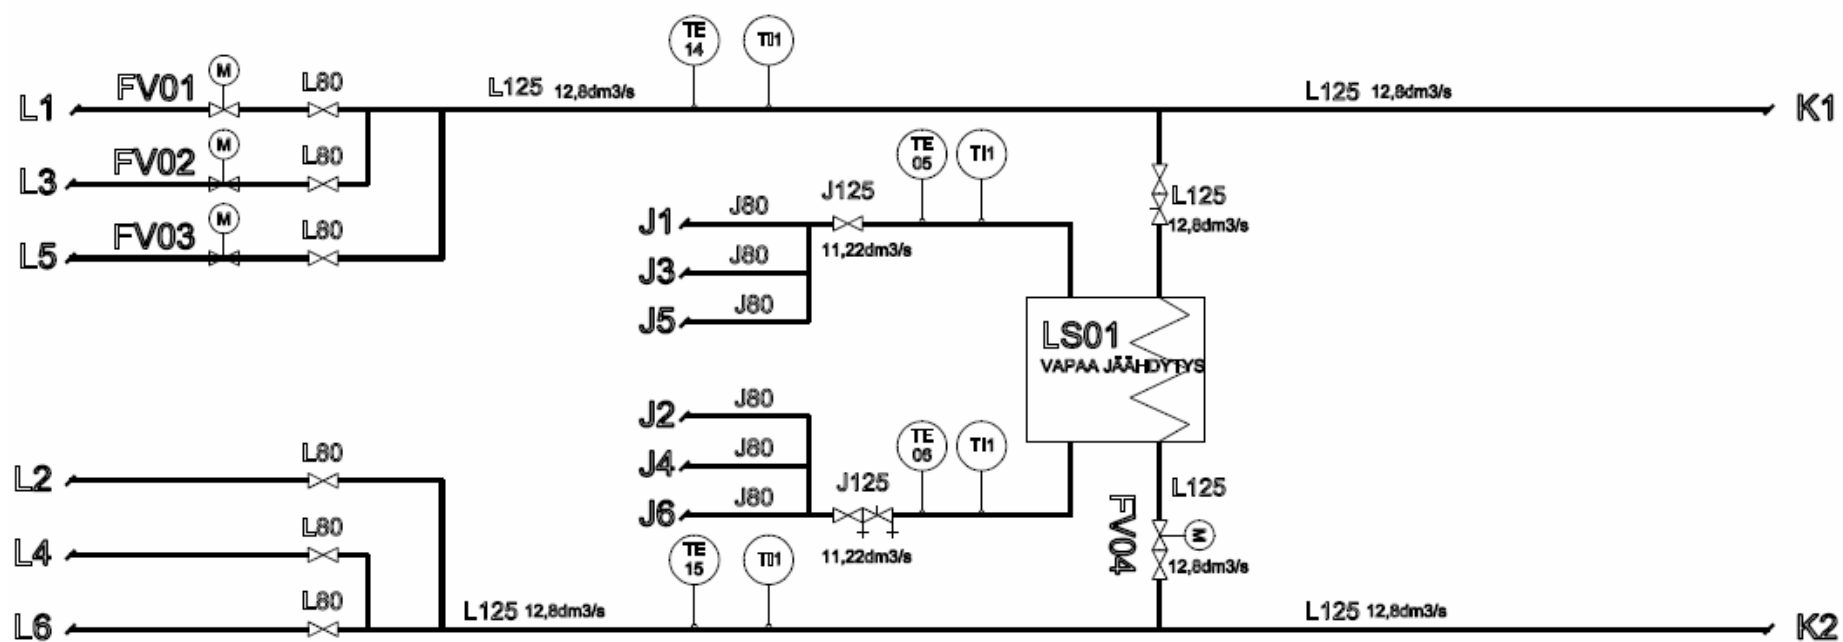 TE
14
TI1
L1
FV01
M
L80
L125 12,8dm3/s
L125 12,8dm3/s
K1
L3
FV02
M
L80
TE
05
TI1
L5
FV03
M
L80
J1
J80
J125
11,22dm3/s
L125
12,8dm3/s
J3
J80
J5
J80
LS01
VAPAA JÄÄHDYTYS
J2
J80
J4
J80
TE
06
TI1
J6
J80
J125
11,22dm3/s
L125
FV04
M
12,8dm3/s
L2
L80
L4
L80
TE
15
TI1
L6
L80
L125 12,8dm3/s
L125 12,8dm3/s
K2